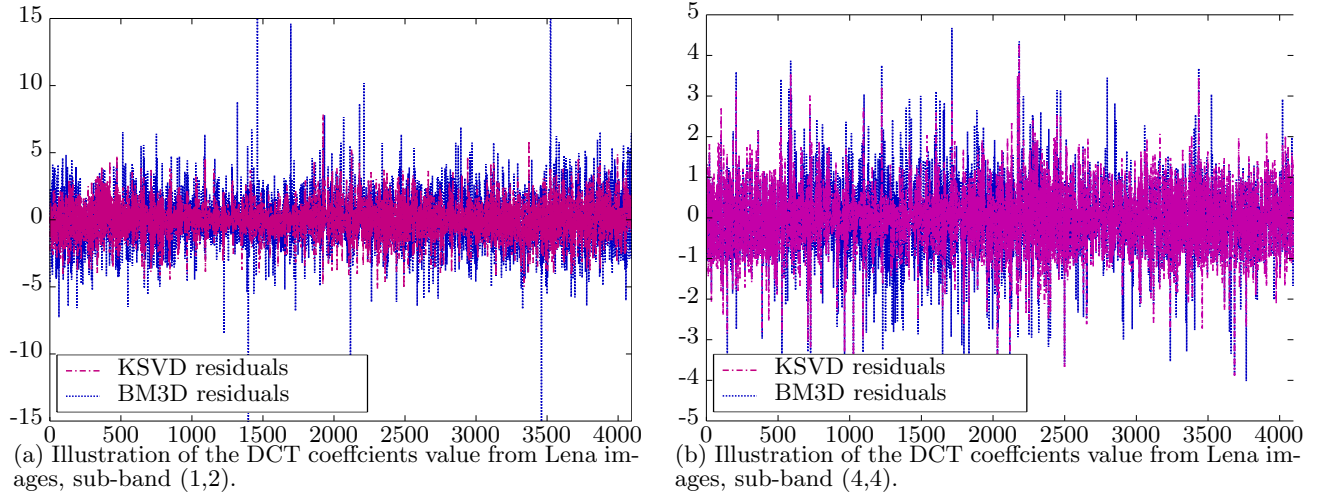 15
10
5
0
-5
-10
-15
0 500 1000 1500 2000 2500 3000 3500 4000
KSVD residuals
BM3D residuals
(a) Illustration of the DCT coeffcients value from Lena im-
ages, sub-band (1,2).
5
4
3
2
1
0
-1
-2
-3
-4
-5
0 500 1000 1500 2000 2500 3000 3500 4000
KSVD residuals
BM3D residuals
(b) Illustration of the DCT coeffcients value from Lena im-
ages, sub-band (4,4).